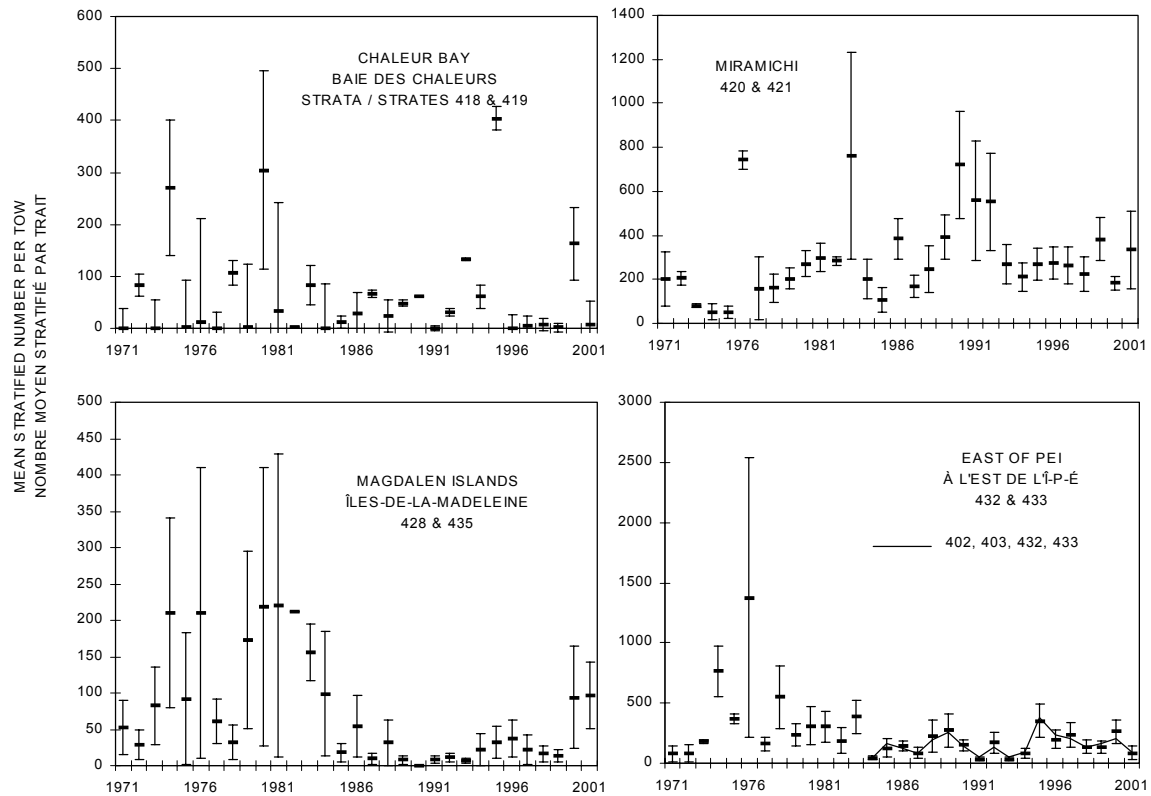 MEAN STRATIFIED NUMBER PER TOW
NOMBRE MOYEN STRATIFIÉ PAR TRAIT
600
500
400
300
200
100
0
CHALEUR BAY
BAIE DES CHALEURS
STRATA / STRATES 418 & 419
1971 1976 1981 1986 1991 1996 2001
1400
1200
1000
800
600
400
200
0
MIRAMICHI
420 & 421
1971 1976 1981 1986 1991 1996 2001
500
450
400
350
300
250
200
150
100
50
0
MAGDALEN ISLANDS
ÎLES-DE-LA-MADELEINE
428 & 435
1971 1976 1981 1986 1991 1996 2001
3000
2500
2000
1500
1000
500
0
EAST OF PEI
À L'EST DE L'Î-P-É
432 & 433
402, 403, 432, 433
1971 1976 1981 1986 1991 1996 2001